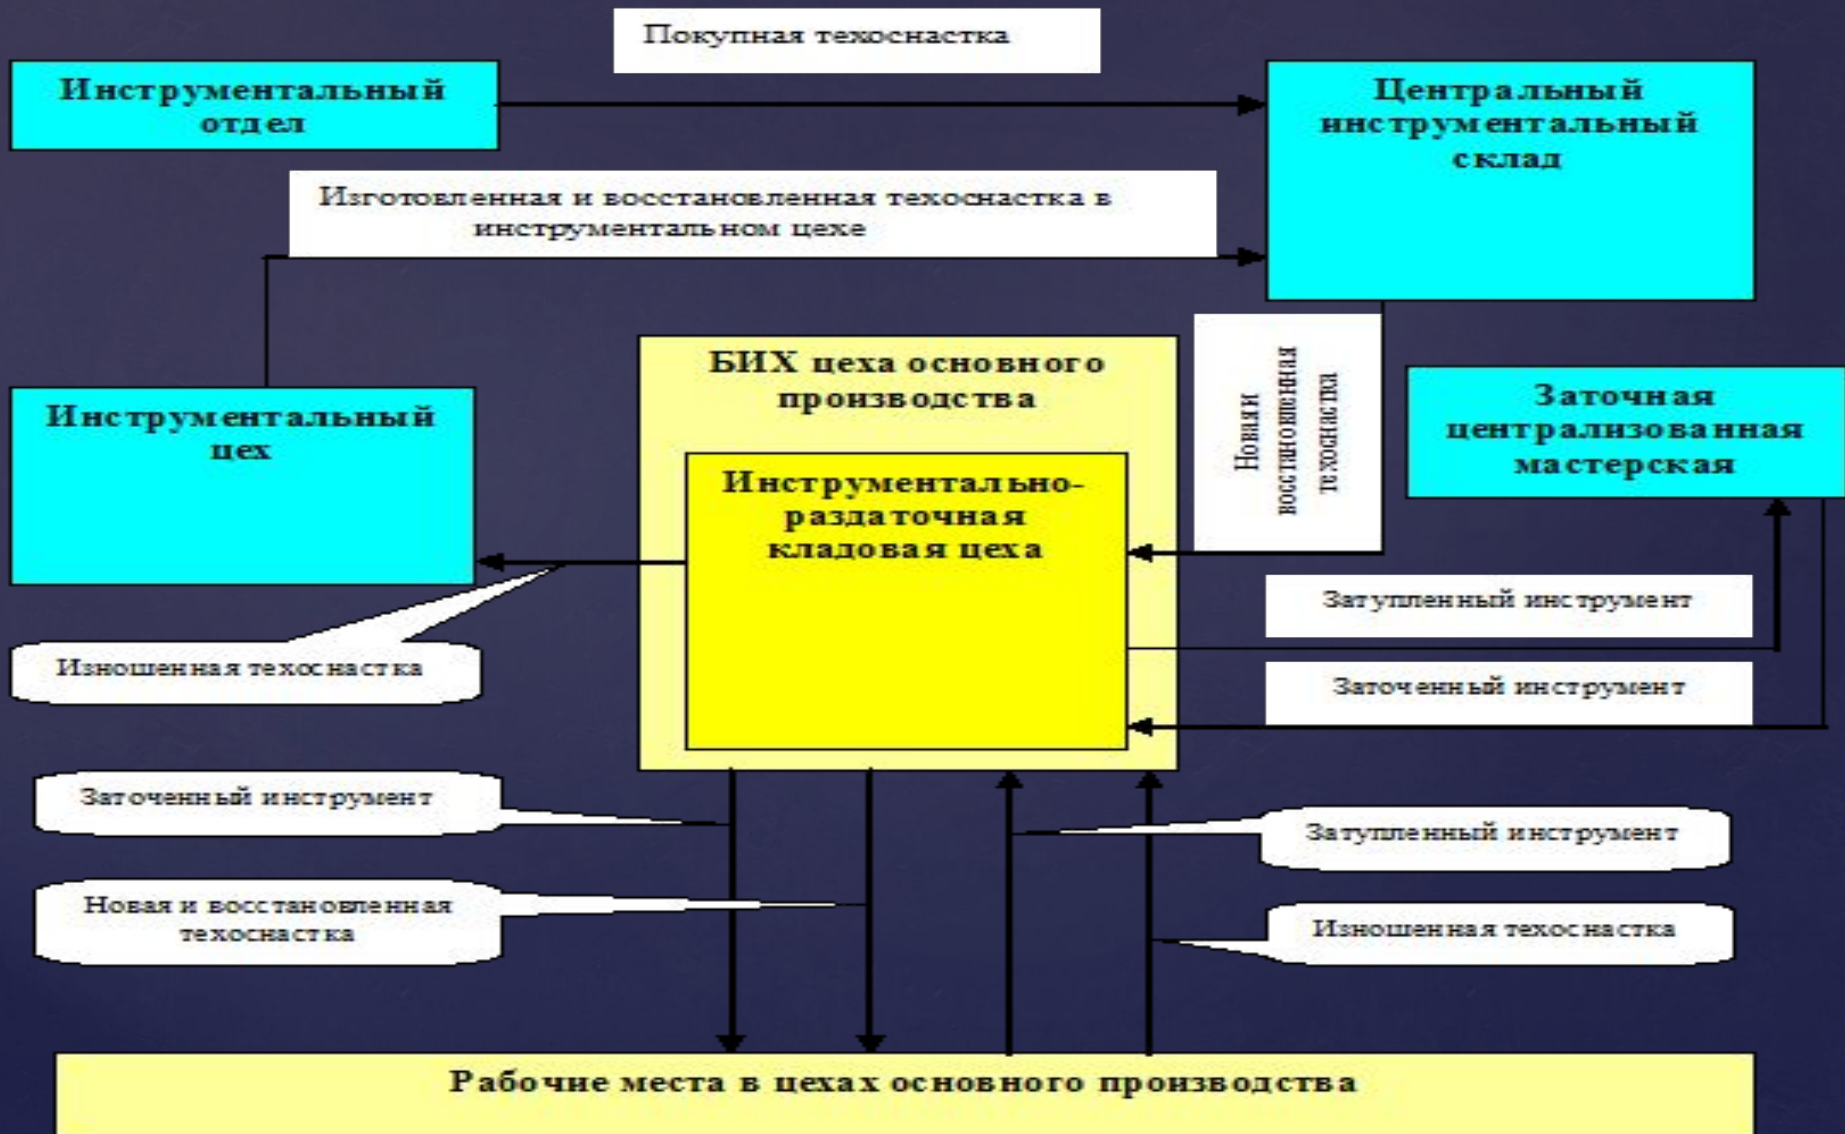 Покупная техоснастка
Инструментальный
отдел
Центральный
инструментальный
склад
Изготовленная и восстановленная техоснастка в
инструментальном цехе
БИХ цеха основного
производства
Новая и
восстановленная
техоснастка
Инструментальный
цех
Заточная
централизованная
мастерская
Инструментально-
раздаточная
кладовая цеха
Затупленный инструмент
Изношенная техоснастка
Заточенный инструмент
Заточенный инструмент
Затупленный инструмент
Новая и восстановленная
техоснастка
Изношенная техоснастка
Рабочие места в цехах основного производства